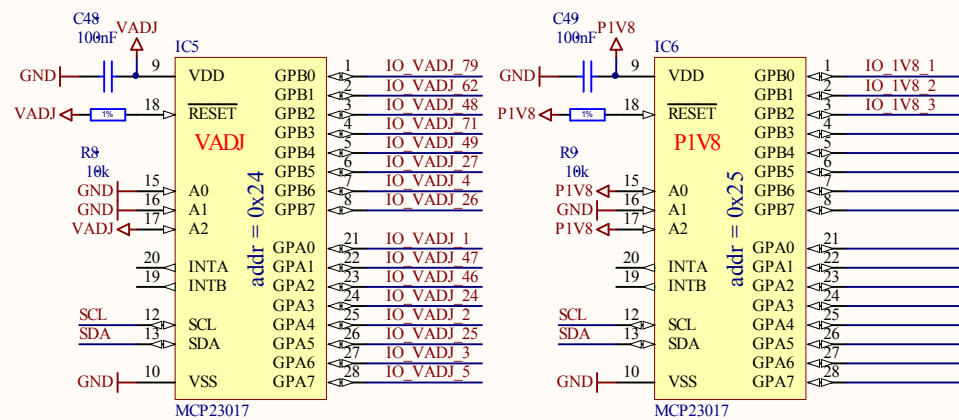 C48
100nF
VADJ
IC5
GND
9
VDD
GPB0
1
IO_VADJ_79
GPB1
2
IO_VADJ_62
VADJ
1%
18
RESET
GPB2
3
IO_VADJ_48
VADJ
GPB3
4
IO_VADJ_71
GPB4
5
IO_VADJ_49
R8
10k
GPB5
6
IO_VADJ_27
GND
15
A0
GPB6
7
IO_VADJ_4
GND
16
A1
GPB7
8
IO_VADJ_26
VADJ
17
A2
addr = 0x24
GPA0
21
IO_VADJ_1
20
INTA
GPA1
22
IO_VADJ_47
19
INTB
GPA2
23
IO_VADJ_46
GPA3
24
IO_VADJ_24
SCL
12
SCL
GPA4
25
IO_VADJ_2
SDA
13
SDA
GPA5
26
IO_VADJ_25
GPA6
27
IO_VADJ_3
GND
10
VSS
GPA7
28
IO_VADJ_5
MCP23017
C49
100nF
P1V8
IC6
GND
9
VDD
GPB0
1
IO_1V8_1
GPB1
2
IO_1V8_2
P1V8
1%
18
RESET
GPB2
3
IO_1V8_3
P1V8
GPB3
4
GPB4
5
R9
10k
GPB5
6
P1V8
15
A0
GPB6
7
GND
16
A1
GPB7
8
P1V8
17
A2
addr = 0x25
GPA0
21
20
INTA
GPA1
22
19
INTB
GPA2
23
GPA3
24
SCL
12
SCL
GPA4
25
SDA
13
SDA
GPA5
26
GPA6
27
GND
10
VSS
GPA7
28
MCP23017